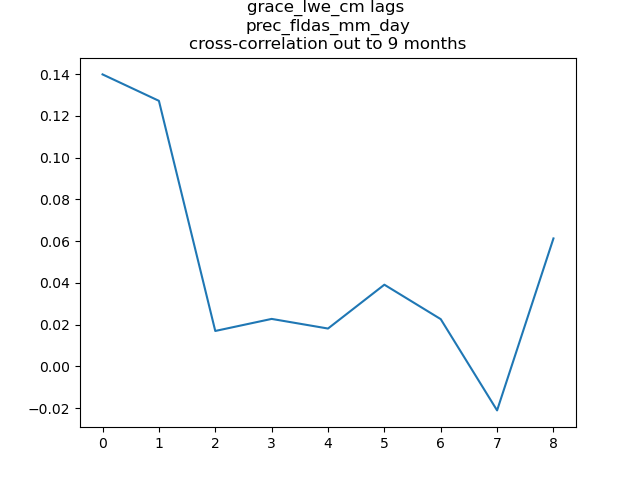 grace_lwe_cm lags
prec_fldas_mm_day
cross-correlation out to 9 months
0.14
0.12
0.10
0.08
0.06
0.04
0.02
0.00
−0.02
0 1 2 3 4 5 6 7 8